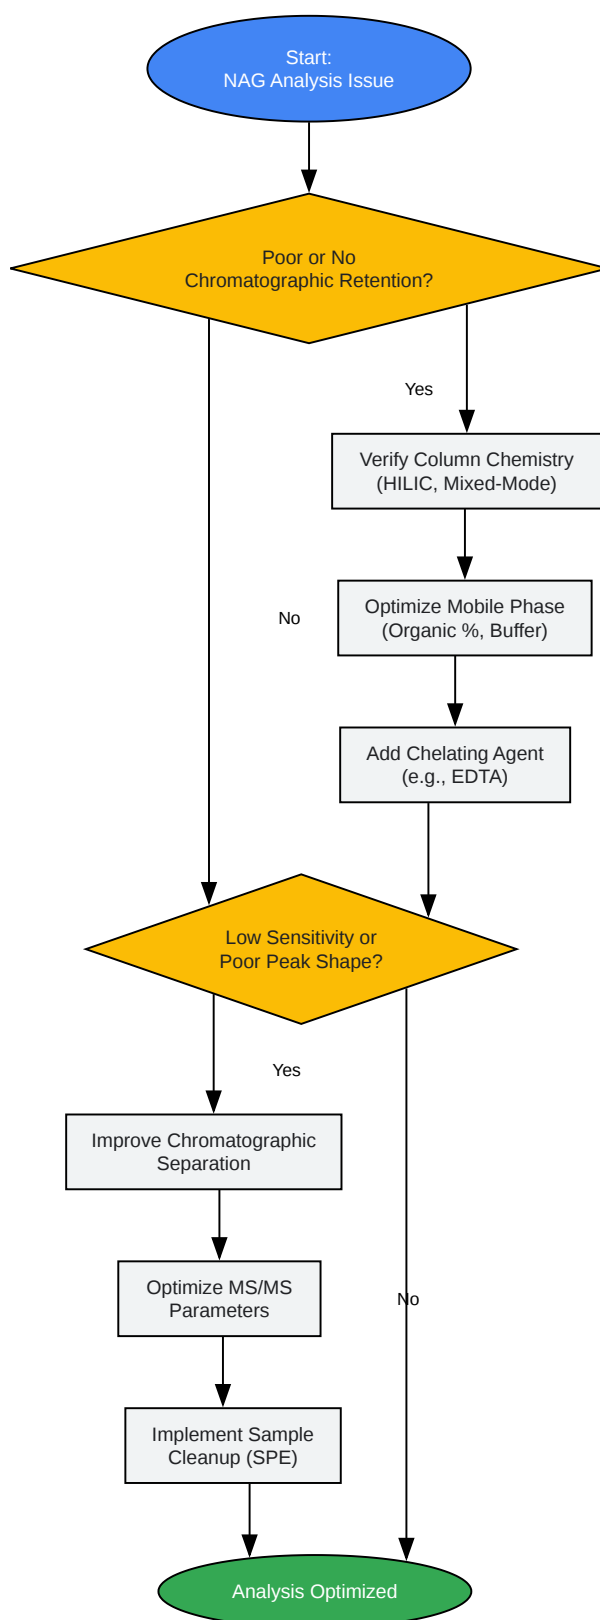 Start:
NAG Analysis Issue
Poor or No
Chromatographic Retention?
Yes
Verify Column Chemistry
(HILIC, Mixed-Mode)
Optimize Mobile Phase
(Organic %, Buffer)
No
Add Chelating Agent
(e.g., EDTA)
Low Sensitivity or
Poor Peak Shape?
Yes
Improve Chromatographic
Separation
Optimize MS/MS
Parameters
No
Implement Sample
Cleanup (SPE)
Analysis Optimized